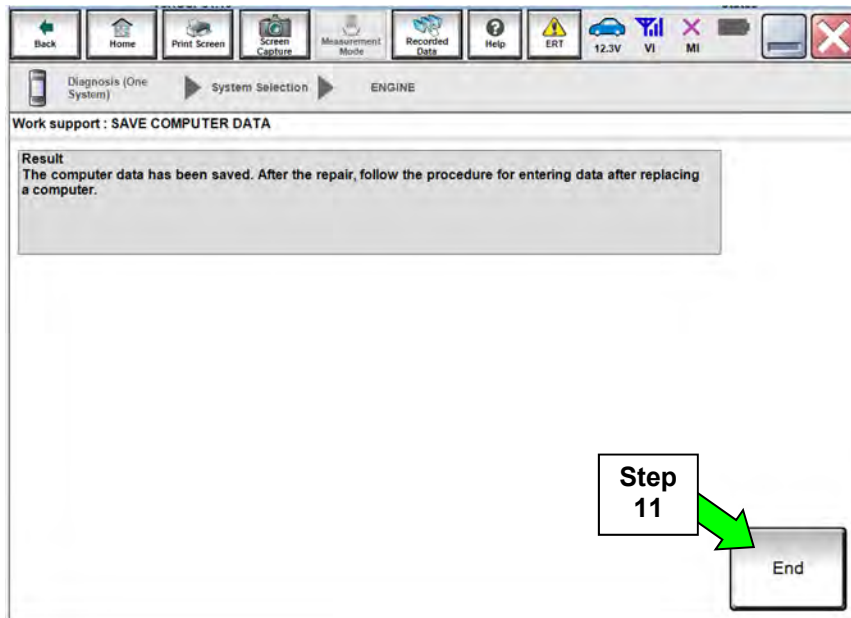 Back
Home
Print Screen
Screen
Capture
Measurement
Mode
Recorded
Data
Help
ERT
12.3V
VI
MI
Diagnosis (One
System)
System Selection
ENGINE
Work support : SAVE COMPUTER DATA
Result
The computer data has been saved. After the repair, follow the procedure for entering data after replacing
a computer.
Step
11
End